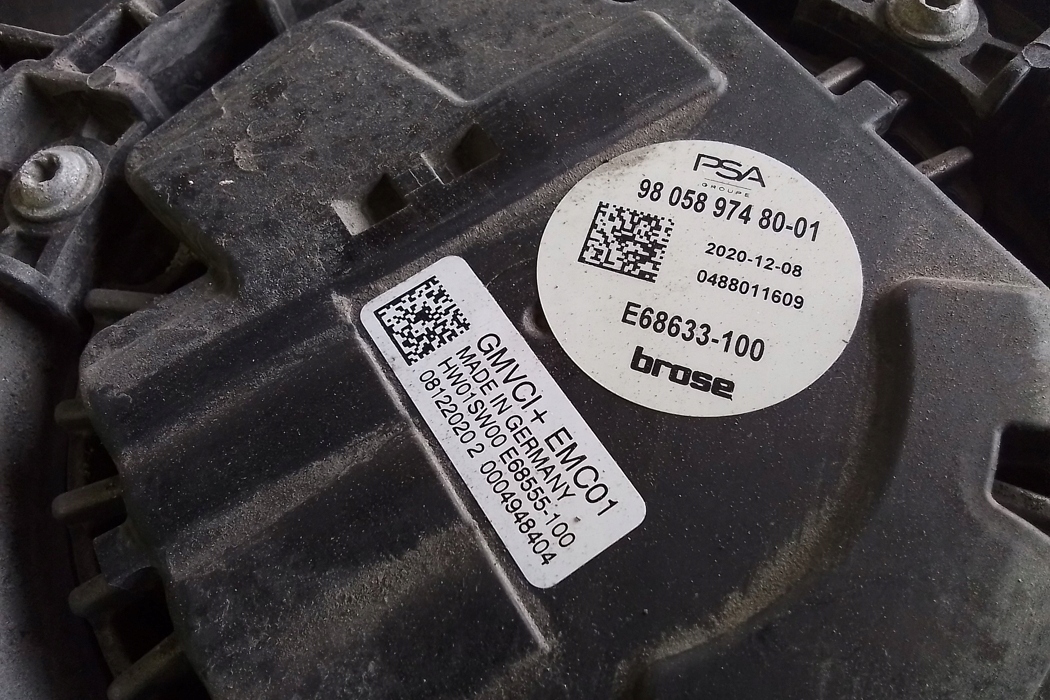 PSA
GROUPE
98 058 974 80-01
2020-12-08
0488011609
E68633-100
brose
GMVCI+ EMC01
MADE IN GERMANY
HW01SW00 E68555-100
08122020 2 0004948404